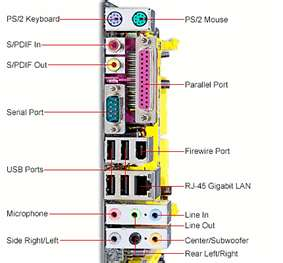 PS/2 Keyboard
PS/2 Mouse
S/PDIF In
S/PDIF Out
Parallel Port
Serial Port
Firewire Port
USB Ports
RJ-45 Gigabit LAN
Microphone
Line In
Line Out
Side Right/Left
Center/Subwoofer
Rear Left/Right